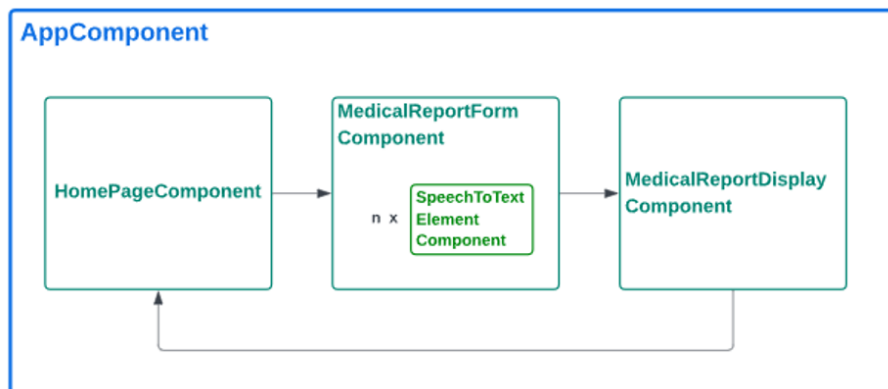 AppComponent
HomePageComponent
MedicalReportForm
Component
n x
SpeechToText
Element
Component
MedicalReportDisplay
Component